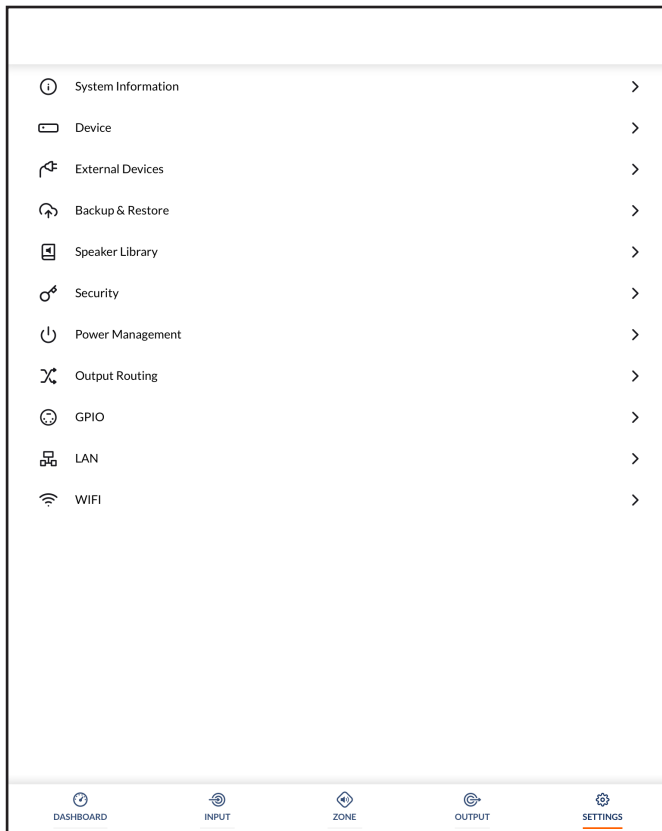 System Information
Device
External Devices
Backup & Restore
Speaker Library
Security
Power Management
Output Routing
GPIO
LAN
WIFI
DASHBOARD INPUT ZONE OUTPUT SETTINGS